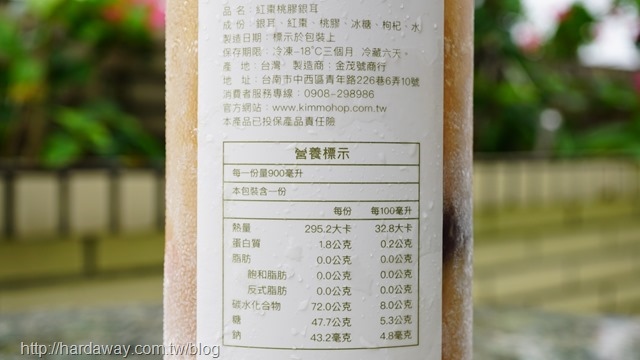 品名：紅棗桃膠銀耳
成份：銀耳、紅棗、桃膠、冰糖、枸杞、水
製造日期：標示於包裝上
保存期限：冷凍-18°C三個月 冷藏六天。
產 地：台灣 製造商：金茂號商行
地 址：台南市中西區青年路226巷6弄10號
消費者服務專線：0908-298986
官方網站：www.kimmohop.com.tw
本產品已投保產品責任險
營養標示
每一份量900毫升
本包裝含一份
每份 每100毫升
熱量 295.2大卡 32.8大卡
蛋白質 1.8公克 0.2公克
脂肪 0.0公克 0.0公克
飽和脂肪 0.0公克 0.0公克
反式脂肪 0.0公克 0.0公克
碳水化合物 72.0公克 8.0公克
糖 47.7公克 5.3公克
鈉 43.2毫克 4.8毫克
http://hardaway.com.tw/blog